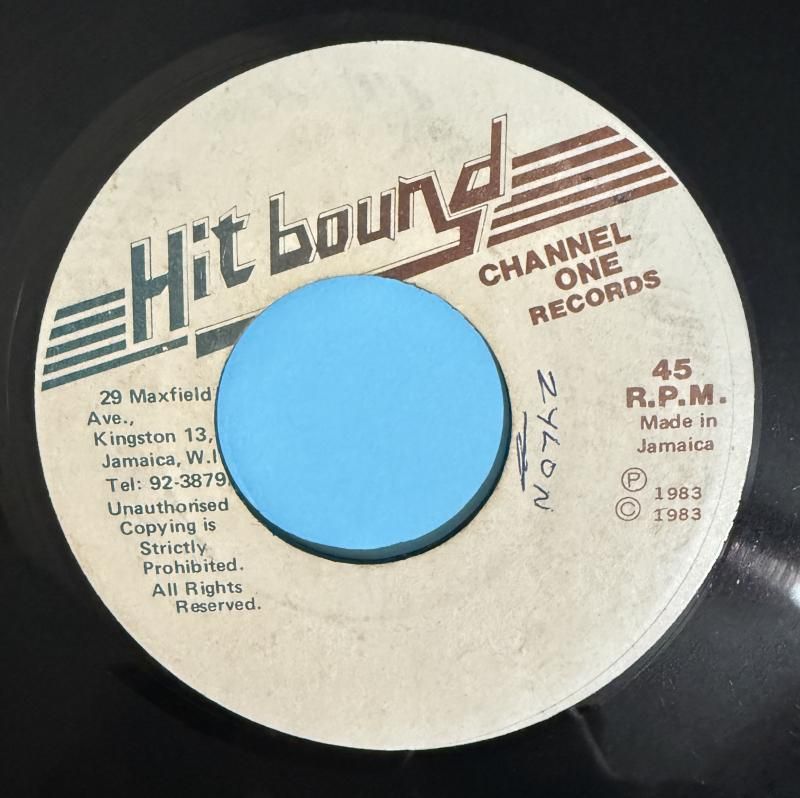 Hit bound
CHANNEL
ONE
RECORDS
29 Maxfield
Ave.,
Kingston 13,
Jamaica, W.I
Tel: 92-3879
Unauthorised
Copying is
Strictly
Prohibited.
All Rights
Reserved.
45
R.P.M.
Made in
Jamaica
Ⓟ 1983
© 1983
ZYLON